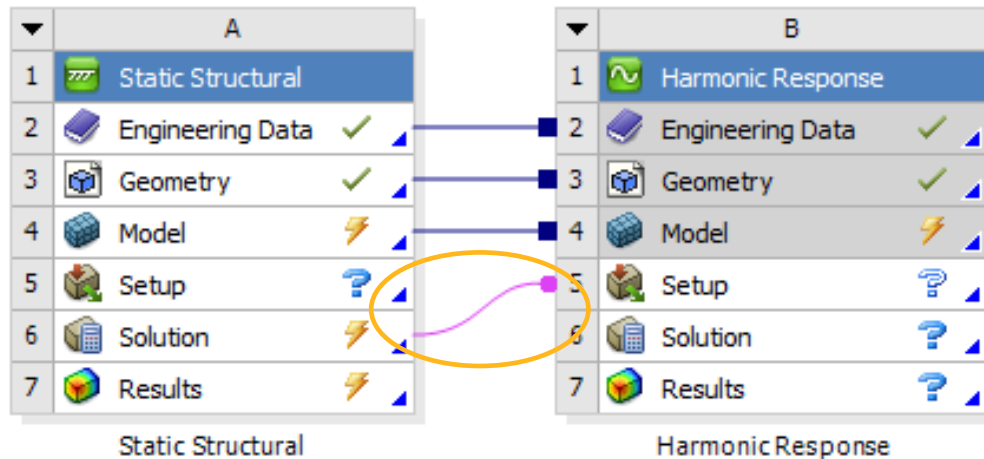 A
1 Static Structural
2 Engineering Data
3 Geometry
4 Model
5 Setup ?
6 Solution
7 Results
Static Structural
B
1 Harmonic Response
2 Engineering Data
3 Geometry
4 Model
5 Setup ?
6 Solution ?
7 Results ?
Harmonic Response